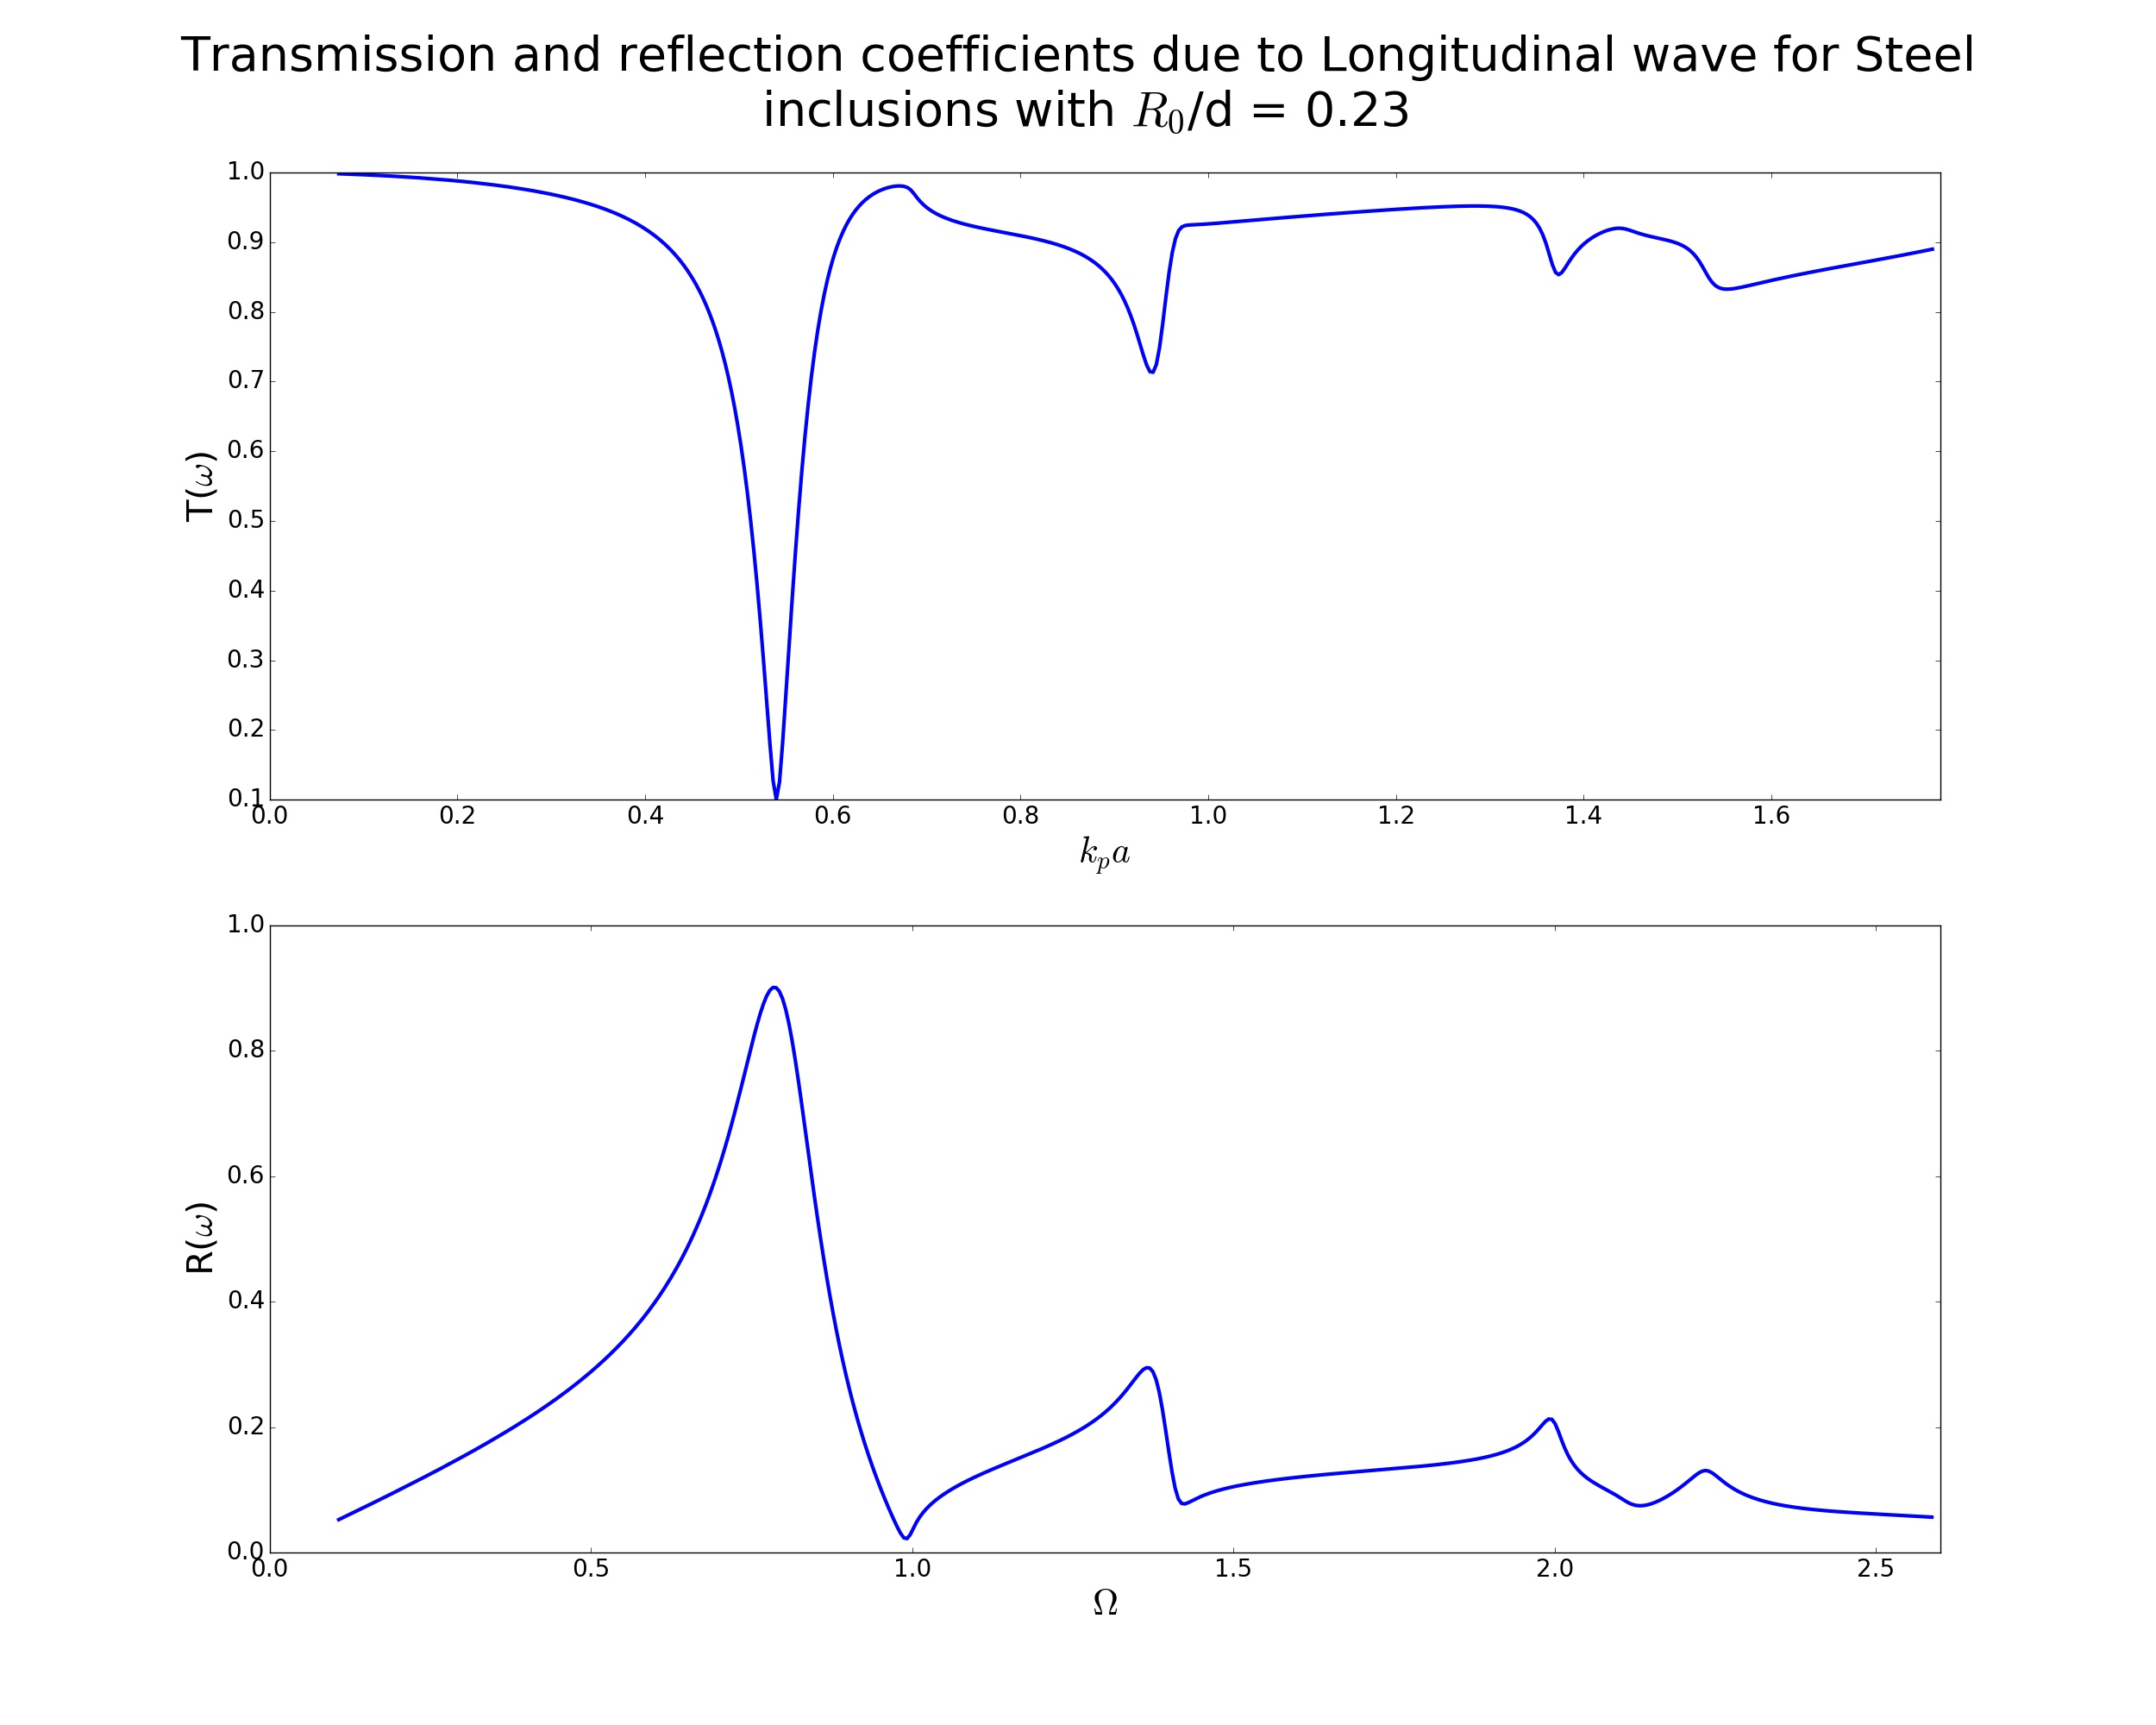 Transmission and reflection coefficients due to Longitudinal wave for Steel
inclusions with R₀/d = 0.23
1.0
0.9
0.8
0.7
0.6
0.5
0.4
0.3
0.2
0.1
T(ω)
0.0 0.2 0.4 0.6 0.8 1.0 1.2 1.4 1.6
kₚa
1.0
0.8
0.6
0.4
0.2
0.0
R(ω)
0.0 0.5 1.0 1.5 2.0 2.5
Ω